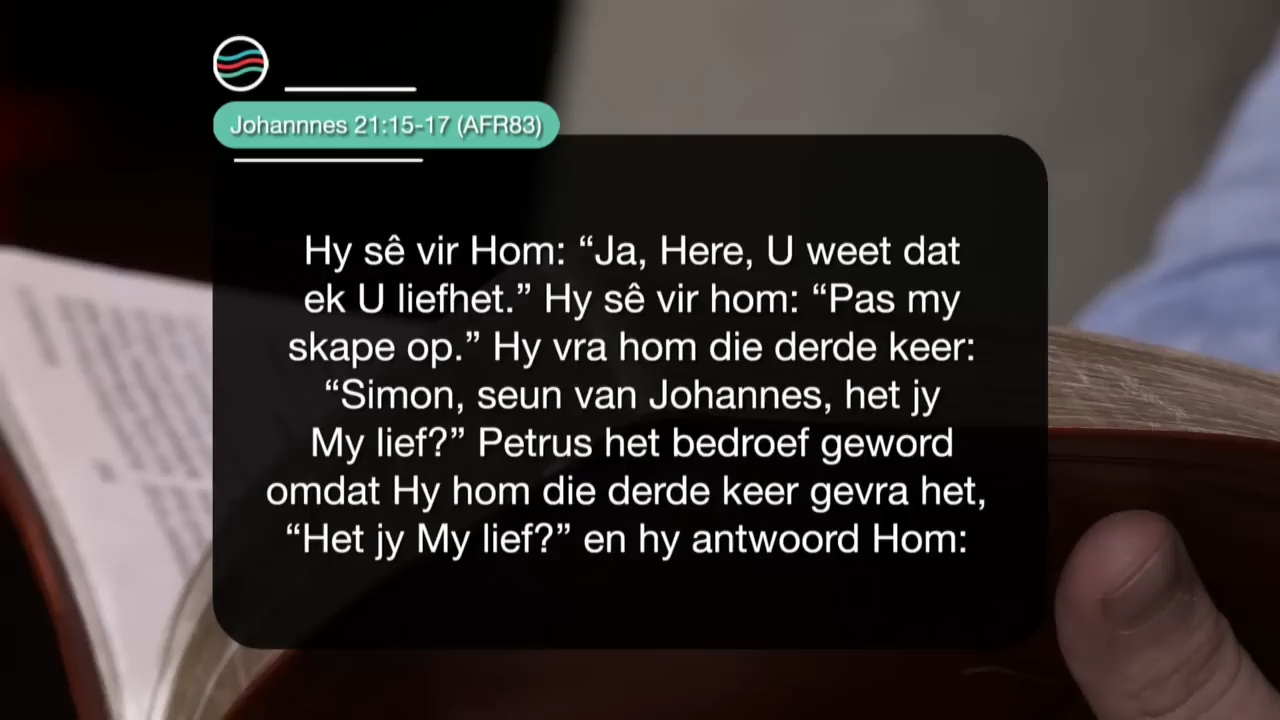 Johannnes 21:15-17 (AFR83)
Hy sê vir Hom: “Ja, Here, U weet dat
ek U liefhet.” Hy sê vir hom: “Pas my
skape op.” Hy vra hom die derde keer:
“Simon, seun van Johannes, het jy
My lief?” Petrus het bedroef geword
omdat Hy hom die derde keer gevra het,
“Het jy My lief?” en hy antwoord Hom: